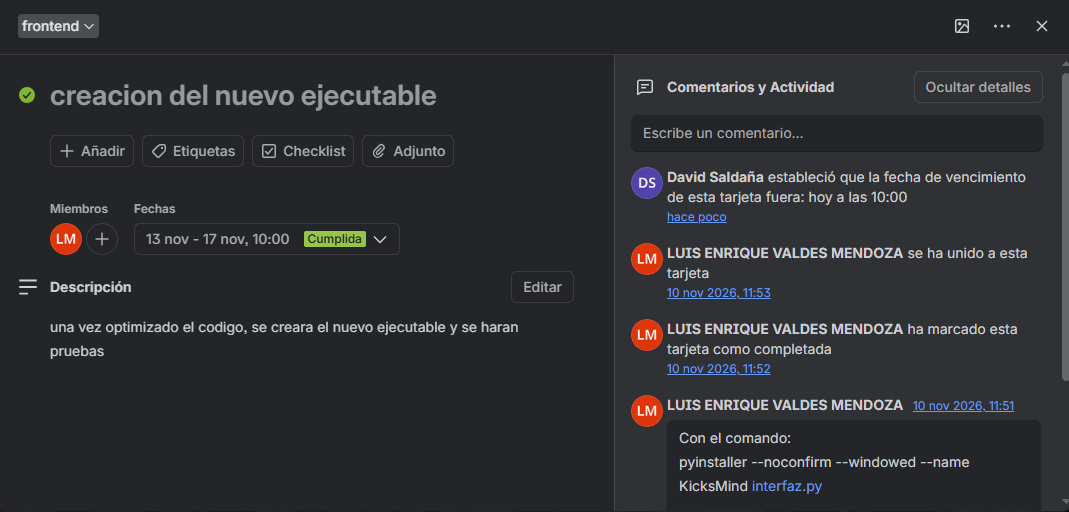 frontend
creacion del nuevo ejecutable
Añadir
Etiquetas
Checklist
Adjunto
Miembros
Fechas
LM
13 nov - 17 nov, 10:00 Cumplida
Descripción
Editar
una vez optimizado el codigo, se creara el nuevo ejecutable y se haran
pruebas
Comentarios y Actividad
Ocultar detalles
Escribe un comentario...
DS
David Saldaña estableció que la fecha de vencimiento
de esta tarjeta fuera: hoy a las 10:00
hace poco
LM
LUIS ENRIQUE VALDES MENDOZA se ha unido a esta
tarjeta
10 nov 2026, 11:53
LM
LUIS ENRIQUE VALDES MENDOZA ha marcado esta
tarjeta como completada
10 nov 2026, 11:52
LM
LUIS ENRIQUE VALDES MENDOZA 10 nov 2026, 11:51
Con el comando:
pyinstaller --noconfirm --windowed --name
KicksMind interfaz.py